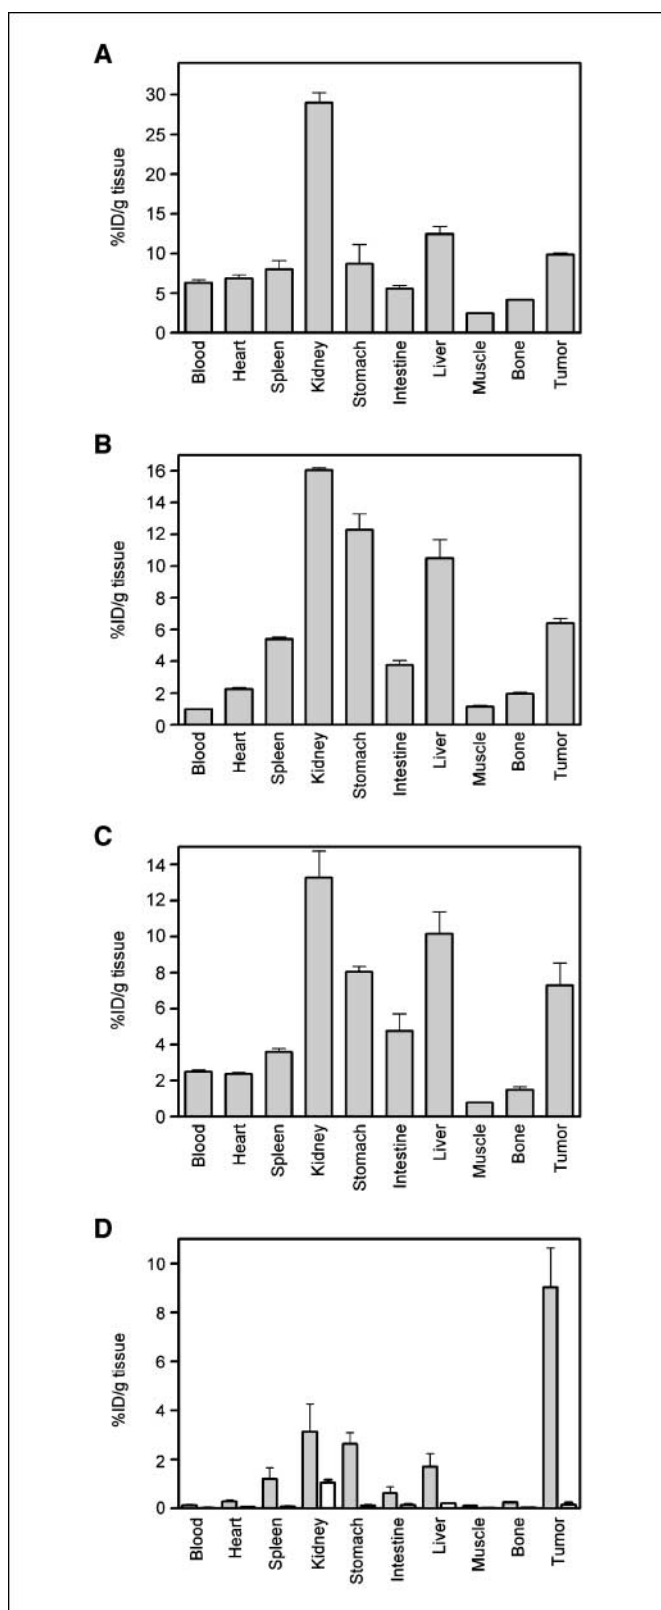 A
%ID/g tissue
30
25
20
15
10
5
0
Blood
Heart
Spleen
Kidney
Stomach
Intestine
Liver
Muscle
Bone
Tumor
B
%ID/g tissue
16
14
12
10
8
6
4
2
0
Blood
Heart
Spleen
Kidney
Stomach
Intestine
Liver
Muscle
Bone
Tumor
C
%ID/g tissue
14
12
10
8
6
4
2
0
Blood
Heart
Spleen
Kidney
Stomach
Intestine
Liver
Muscle
Bone
Tumor
D
%ID/g tissue
10
8
6
4
2
0
Blood
Heart
Spleen
Kidney
Stomach
Intestine
Liver
Muscle
Bone
Tumor